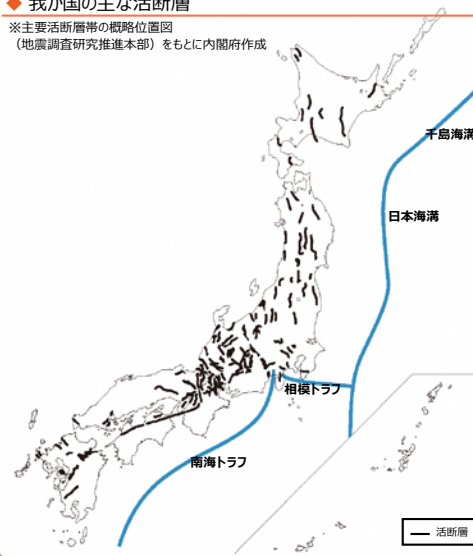 ◆ 我が国の主な活断層
※主要活断層帯の概略位置図
（地震調査研究推進本部）をもとに内閣府作成
千島海溝
日本海溝
相模トラフ
南海トラフ
活断層